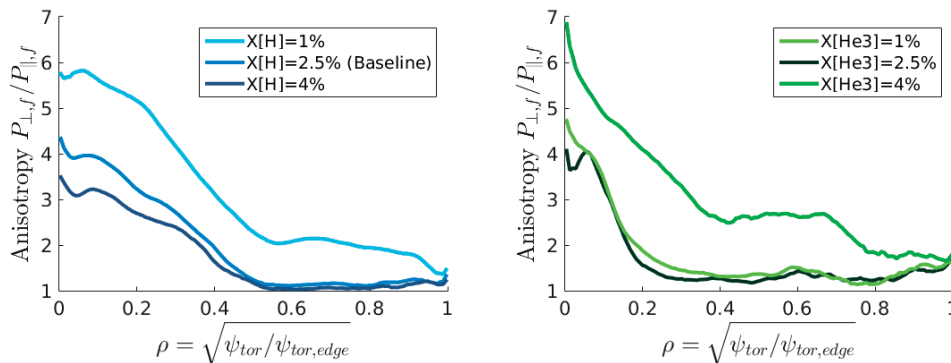 7
6
5
4
3
2
1
Anisotropy P⊥,f/P∥,f
X[H]=1%
X[H]=2.5% (Baseline)
X[H]=4%
0 0.2 0.4 0.6 0.8 1
ρ = √ψtor/ψtor,edge
7
6
5
4
3
2
1
Anisotropy P⊥,f/P∥,f
X[He3]=1%
X[He3]=2.5%
X[He3]=4%
0 0.2 0.4 0.6 0.8 1
ρ = √ψtor/ψtor,edge